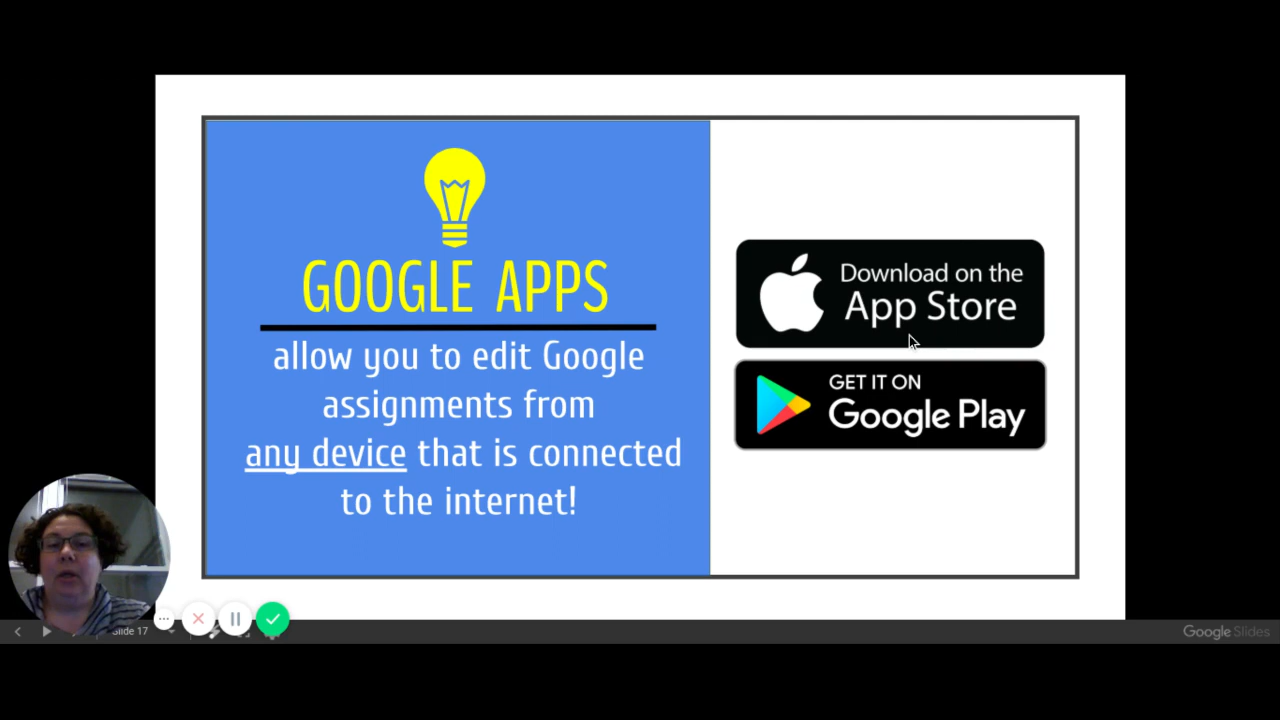 GOOGLE APPS
allow you to edit Google
assignments from
any device that is connected
to the internet!
Download on the
App Store
GET IT ON
Google Play
Slide 17
Google Slides